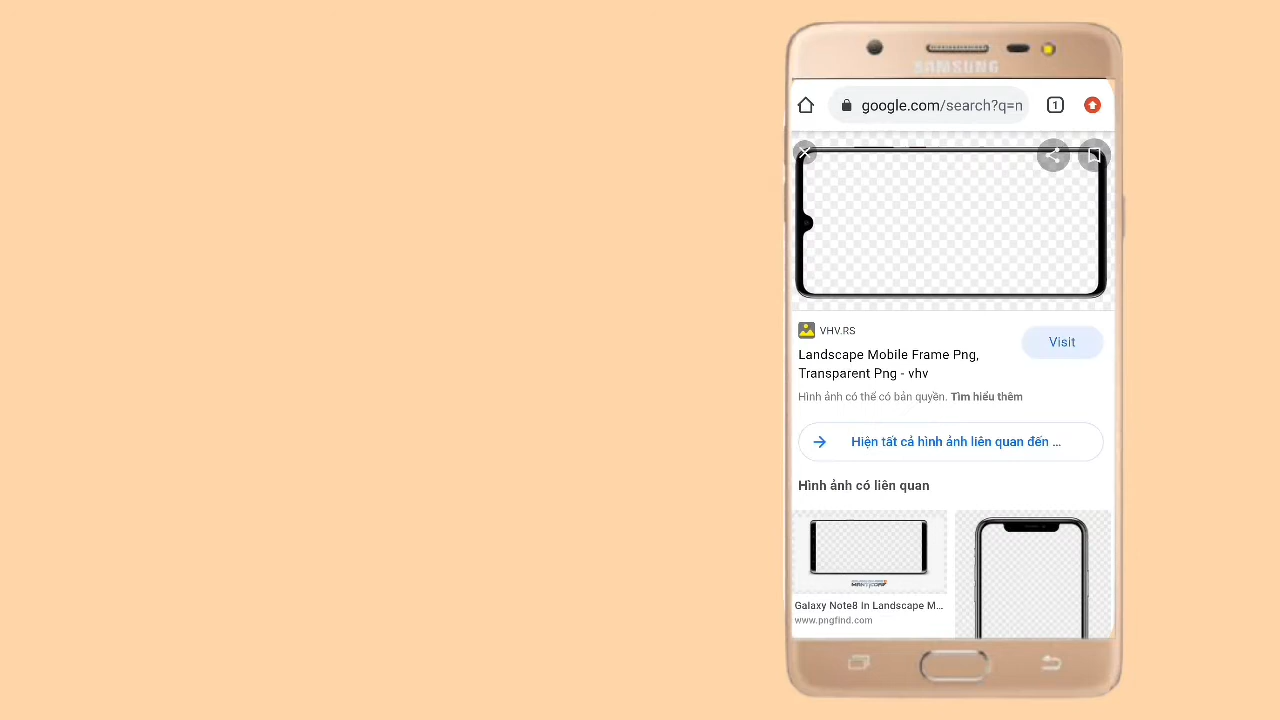 SAMSUNG
google.com/search?q=n
1
VHV.RS
Visit
Landscape Mobile Frame Png,
Transparent Png - vhv
Hình ảnh có thể có bản quyền. Tìm hiểu thêm
Hiện tất cả hình ảnh liên quan đến ...
Hình ảnh có liên quan
Galaxy Note8 In Landscape M...
www.pngfind.com